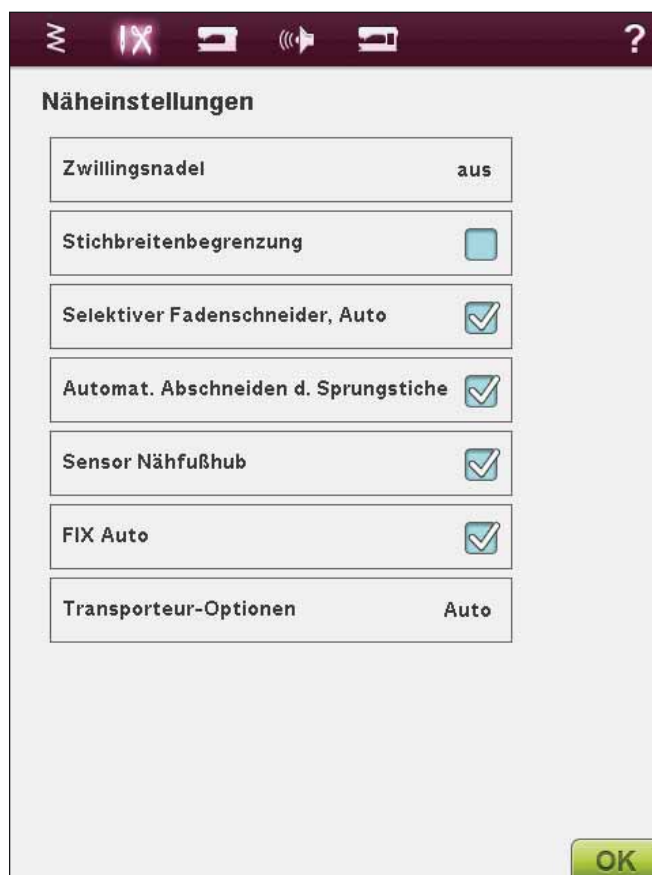 ?
Näheinstellungen
Zwillingsnadel aus
Stichbreitenbegrenzung
Selektiver Fadenschneider, Auto
Automat. Abschneiden d. Sprungstiche
Sensor Nähfußhub
FIX Auto
Transporteur-Optionen Auto
OK